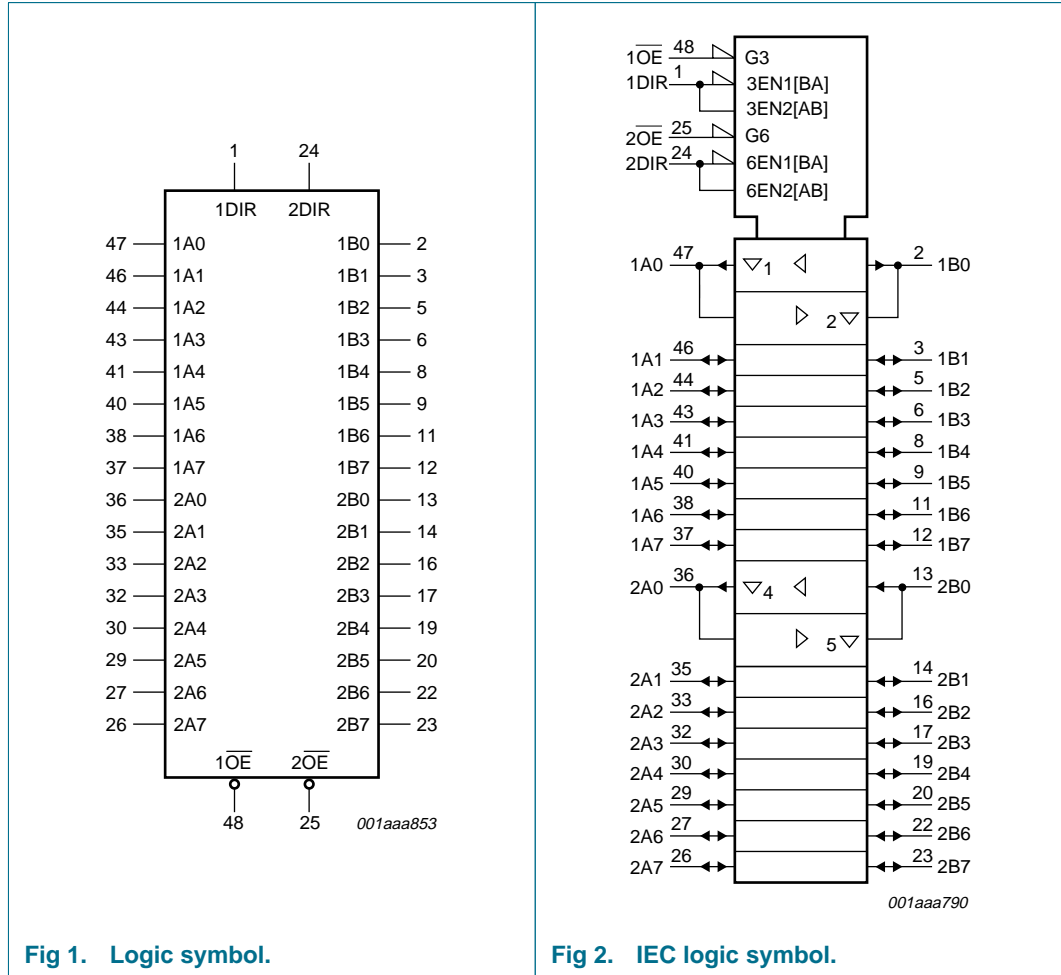 1 24
1DIR 2DIR
47 1A0 1B0 2
46 1A1 1B1 3
44 1A2 1B2 5
43 1A3 1B3 6
41 1A4 1B4 8
40 1A5 1B5 9
38 1A6 1B6 11
37 1A7 1B7 12
36 2A0 2B0 13
35 2A1 2B1 14
33 2A2 2B2 16
32 2A3 2B3 17
30 2A4 2B4 19
29 2A5 2B5 20
27 2A6 2B6 22
26 2A7 2B7 23
1O̅E̅ 2O̅E̅
48 25 001aaa853
Fig 1. Logic symbol.
1O̅E̅ 48 G3
1DIR 1 3EN1[BA]
3EN2[AB]
2O̅E̅ 25 G6
2DIR 24 6EN1[BA]
6EN2[AB]
1A0 47 1 2 1B0
2
1A1 46 3 1B1
1A2 44 5 1B2
1A3 43 6 1B3
1A4 41 8 1B4
1A5 40 9 1B5
1A6 38 11 1B6
1A7 37 12 1B7
2A0 36 4 13 2B0
5
2A1 35 14 2B1
2A2 33 16 2B2
2A3 32 17 2B3
2A4 30 19 2B4
2A5 29 20 2B5
2A6 27 22 2B6
2A7 26 23 2B7
001aaa790
Fig 2. IEC logic symbol.